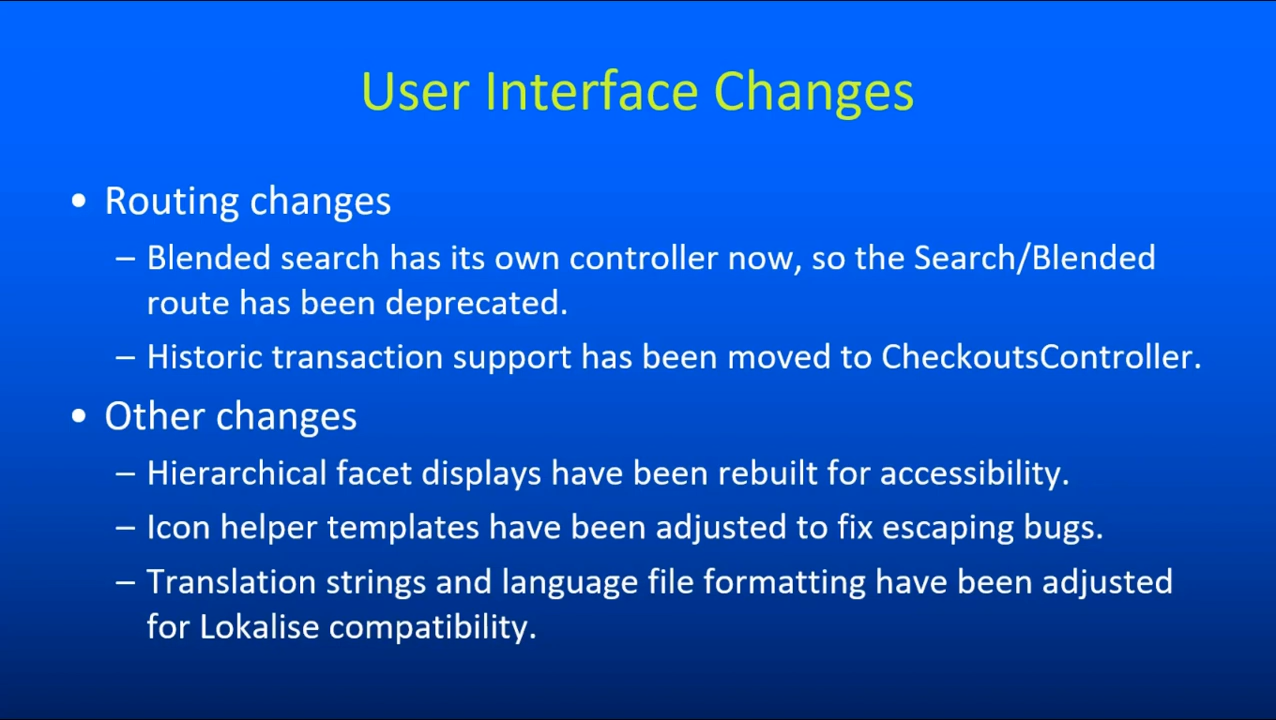 User Interface Changes
• Routing changes
– Blended search has its own controller now, so the Search/Blended
route has been deprecated.
– Historic transaction support has been moved to CheckoutsController.
• Other changes
– Hierarchical facet displays have been rebuilt for accessibility.
– Icon helper templates have been adjusted to fix escaping bugs.
– Translation strings and language file formatting have been adjusted
for Lokalise compatibility.